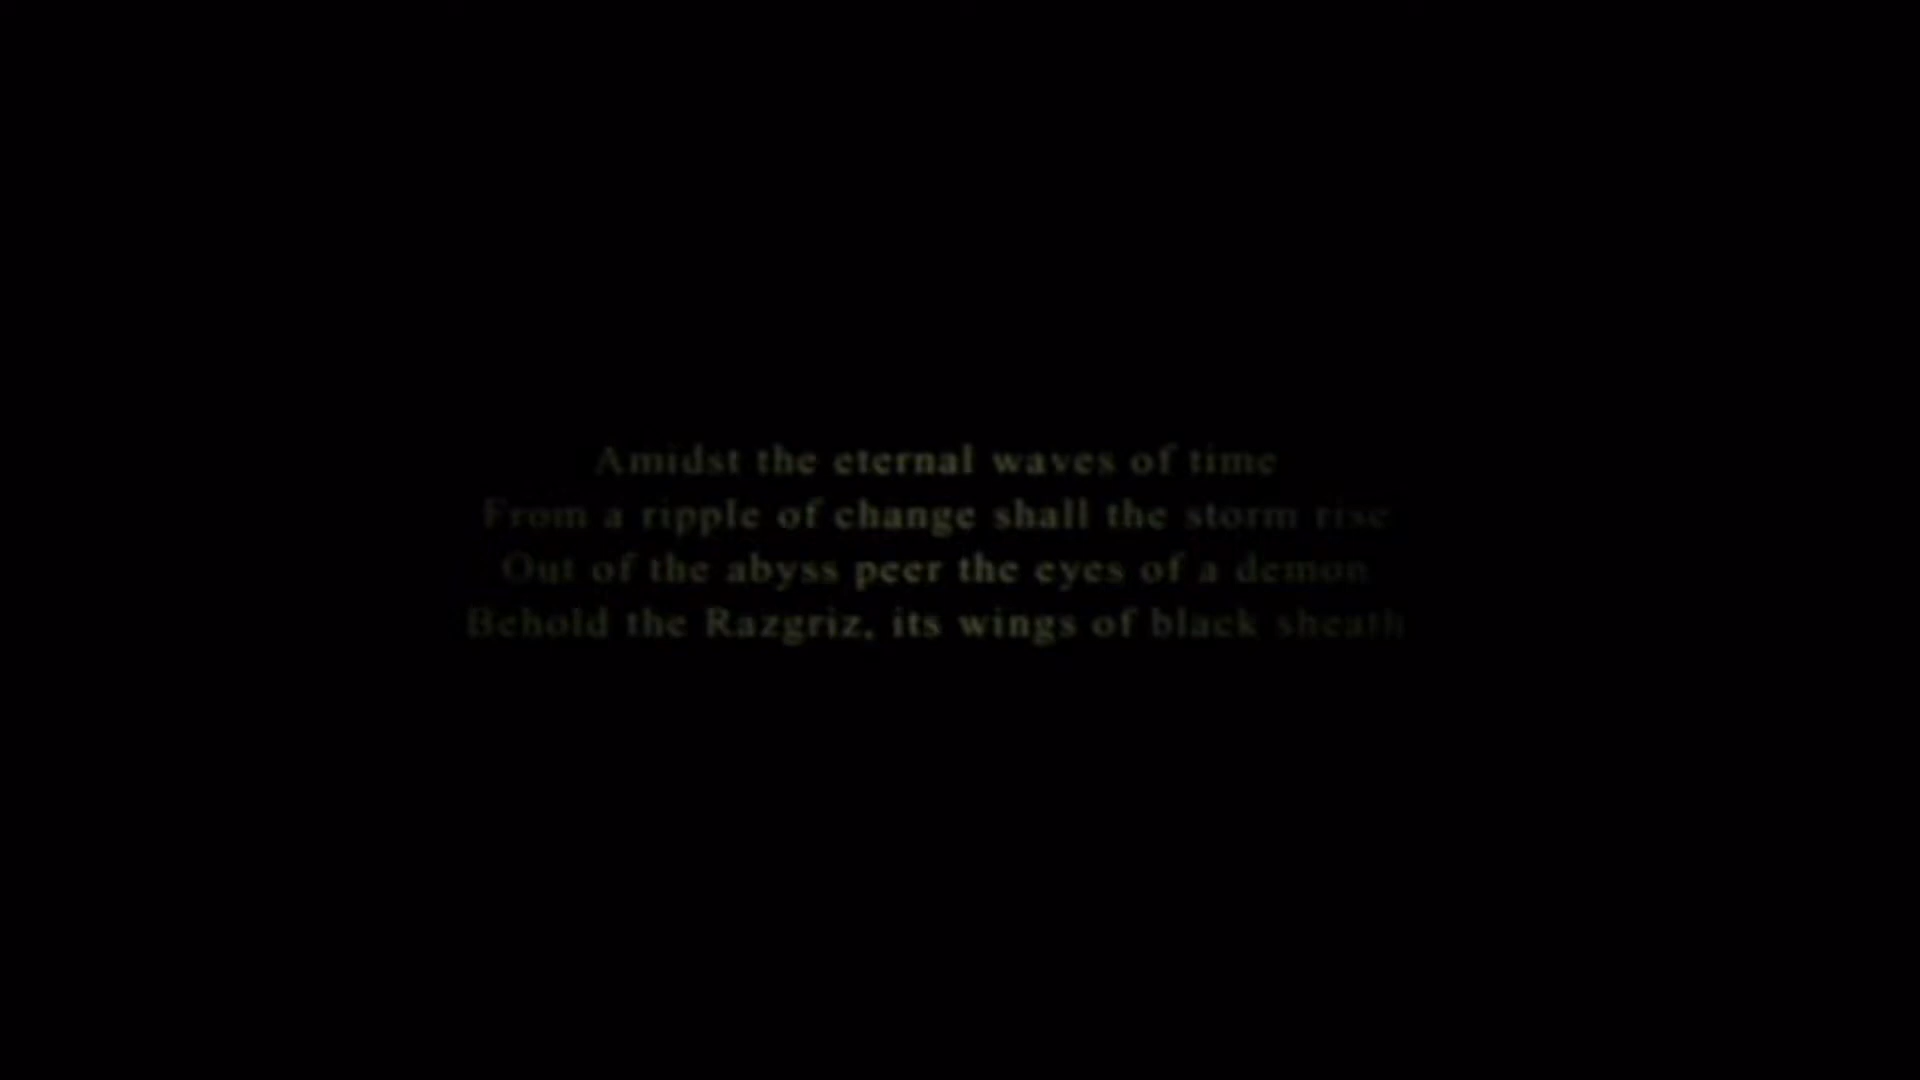 Amidst the eternal waves of time
From a ripple of change shall the storm rise
Out of the abyss peer the eyes of a demon
Behold the Razgriz, its wings of black sheath